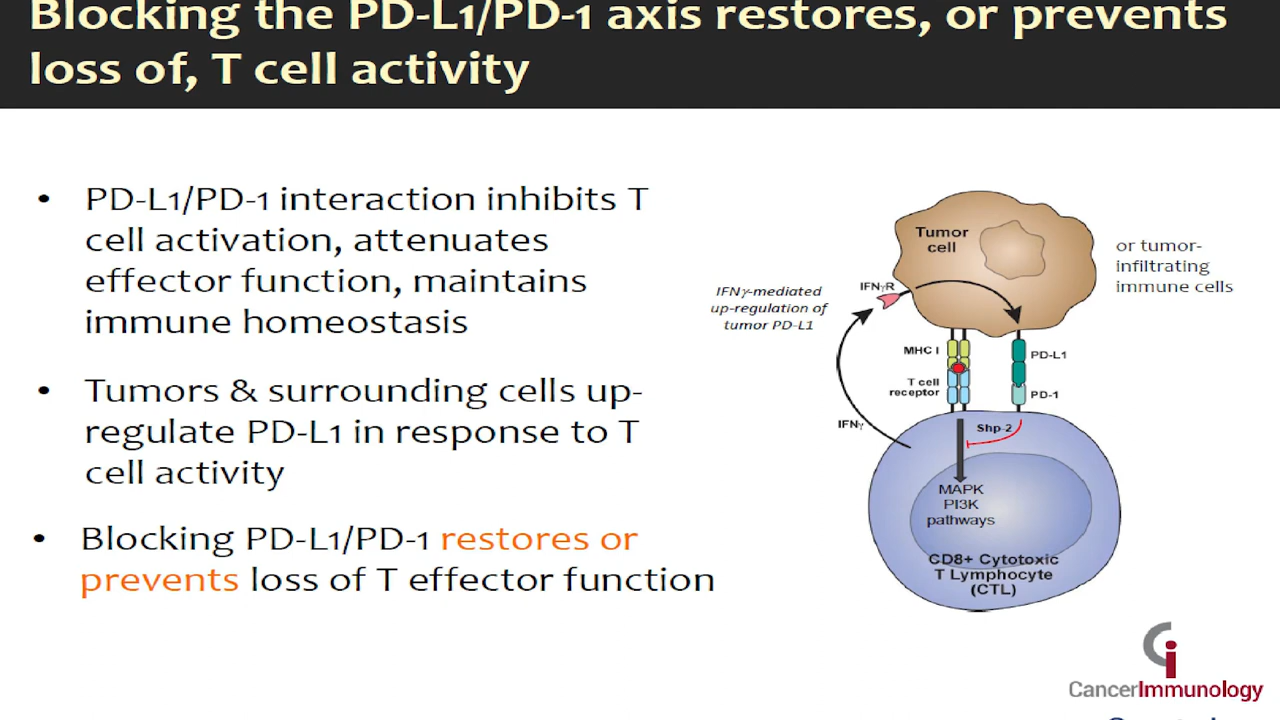 Blocking the PD-L1/PD-1 axis restores, or prevents
loss of, T cell activity
• PD-L1/PD-1 interaction inhibits T
cell activation, attenuates
effector function, maintains
immune homeostasis
• Tumors & surrounding cells up-
regulate PD-L1 in response to T
cell activity
• Blocking PD-L1/PD-1 restores or
prevents loss of T effector function
Tumor
cell
or tumor-
infiltrating
immune cells
IFNγR
IFNγ-mediated
up-regulation of
tumor PD-L1
MHC I
PD-L1
T cell
receptor
PD-1
IFNγ
Shp-2
MAPK
PI3K
pathways
CD8+ Cytotoxic
T Lymphocyte
(CTL)
CancerImmunology